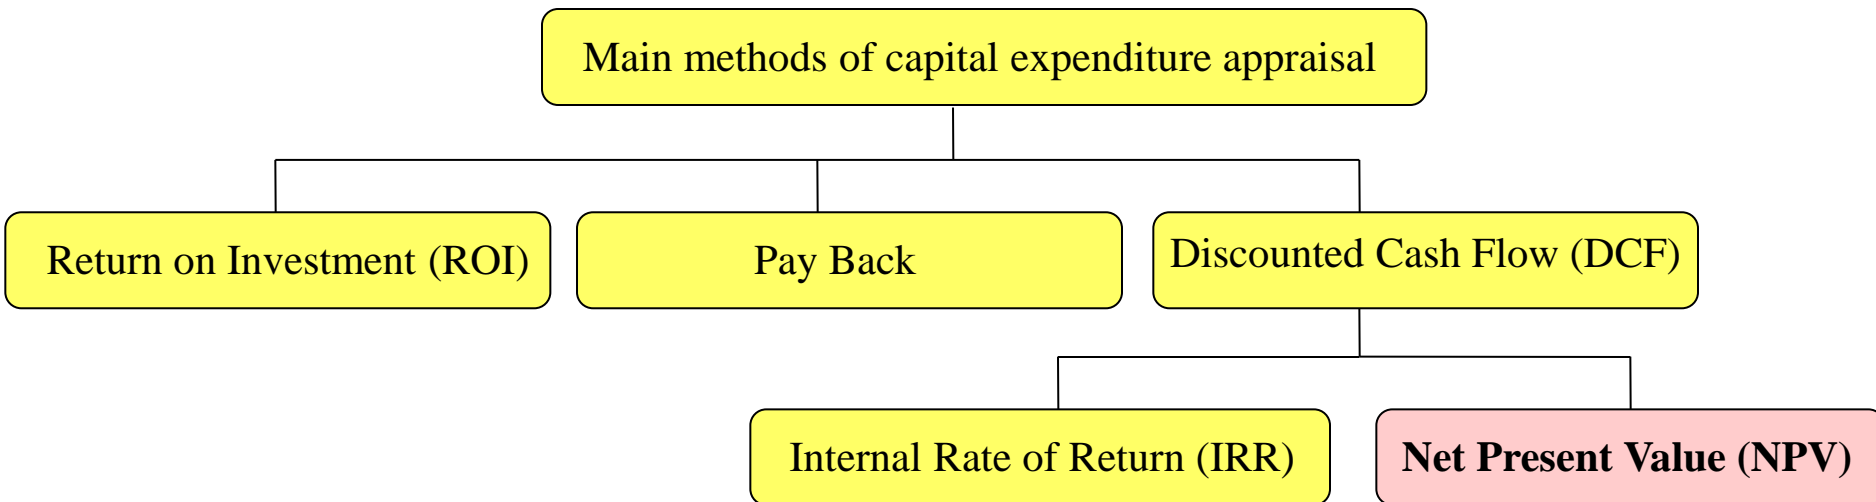 Main methods of capital expenditure appraisal
Return on Investment (ROI)
Pay Back
Discounted Cash Flow (DCF)
Internal Rate of Return (IRR)
Net Present Value (NPV)